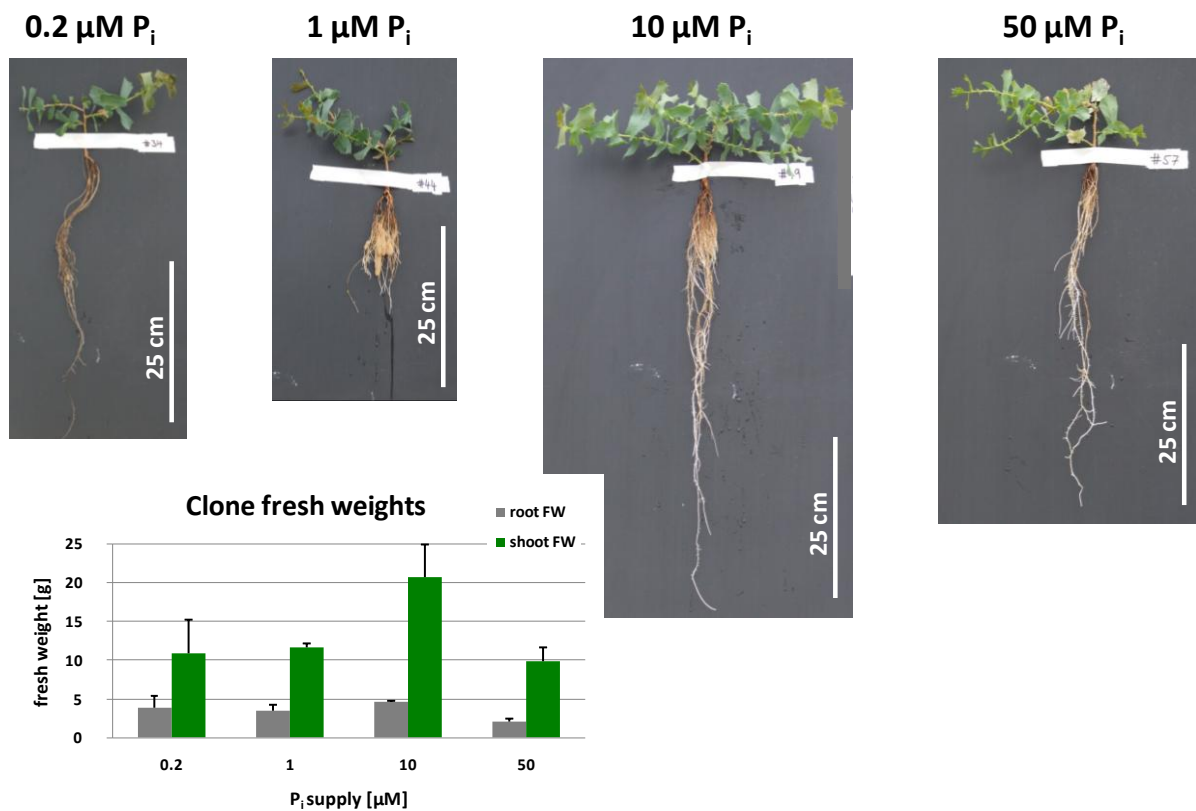 0.2 µM Pi
1 µM Pi
10 µM Pi
50 µM Pi
#34
#44
#49
#57
25 cm
25 cm
25 cm
25 cm
Clone fresh weights
root FW
shoot FW
fresh weight [g]
25
20
15
10
5
0
0.2 1 10 50
Pi supply [µM]